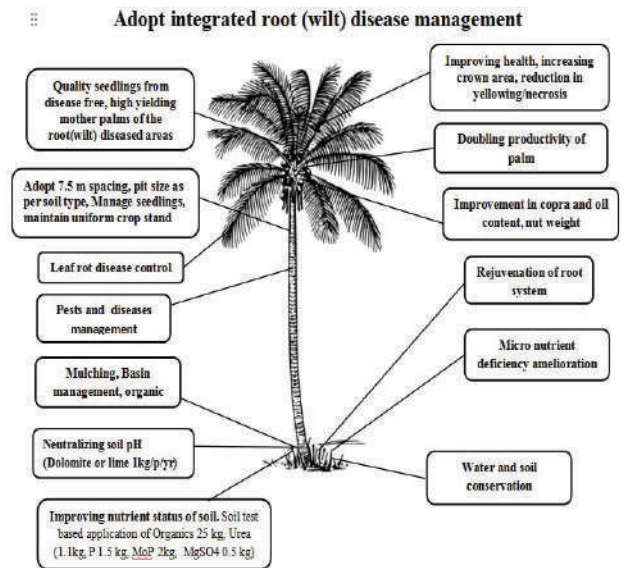 Adopt integrated root (wilt) disease management
Quality seedlings from
disease free, high yielding
mother palms of the
root(wilt) diseased areas
Adopt 7.5 m spacing, pit size as
per soil type, Manage seedlings,
maintain uniform crop stand
Leaf rot disease control
Pests and diseases
management
Mulching, Basin
management, organic
Neutralizing soil pH
(Dolomite or lime 1kg/p/yr)
Improving nutrient status of soil. Soil test
based application of Organics 25 kg, Urea
(1.1kg, P 1.5 kg, MoP 2kg, MgSO4 0.5 kg)
Improving health, increasing
crown area, reduction in
yellowing/necrosis
Doubling productivity of
palm
Improvement in copra and oil
content, nut weight
Rejuvenation of root
system
Micro nutrient
deficiency amelioration
Water and soil
conservation